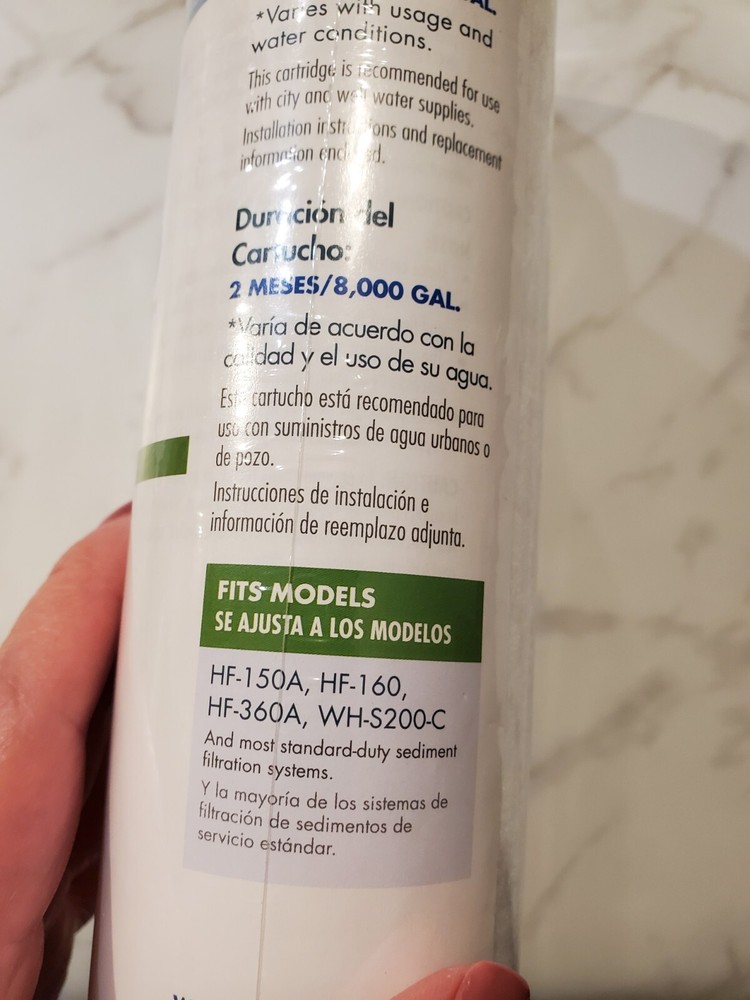 AL.
*Varies with usage and
water conditions.
This cartridge is recommended for use
with city and well water supplies.
Installation instructions and replacement
information enclosed.
Duración del
Cartucho:
2 MESES/8,000 GAL.
*Varía de acuerdo con la
calidad y el uso de su agua.
Este cartucho está recomendado para
uso con suministros de agua urbanos o
de pozo.
Instrucciones de instalación e
información de reemplazo adjunta.
FITS MODELS
SE AJUSTA A LOS MODELOS
HF-150A, HF-160,
HF-360A, WH-S200-C
And most standard-duty sediment
filtration systems.
Y la mayoría de los sistemas de
filtración de sedimentos de
servicio estándar.